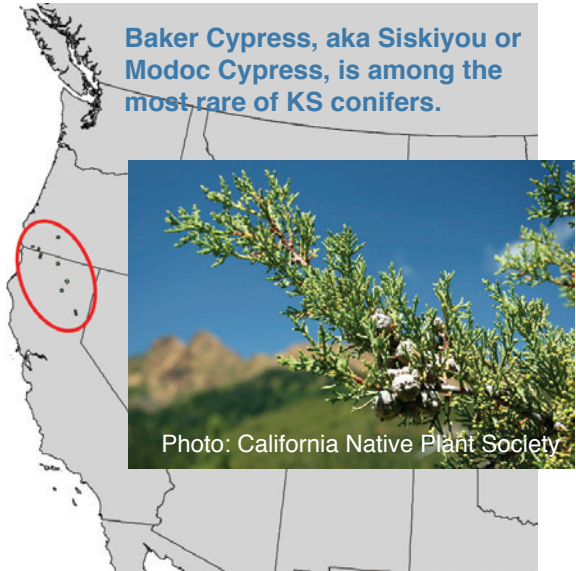 Baker Cypress, aka Siskiyou or
Modoc Cypress, is among the
most rare of KS conifers.
Photo: California Native Plant Society